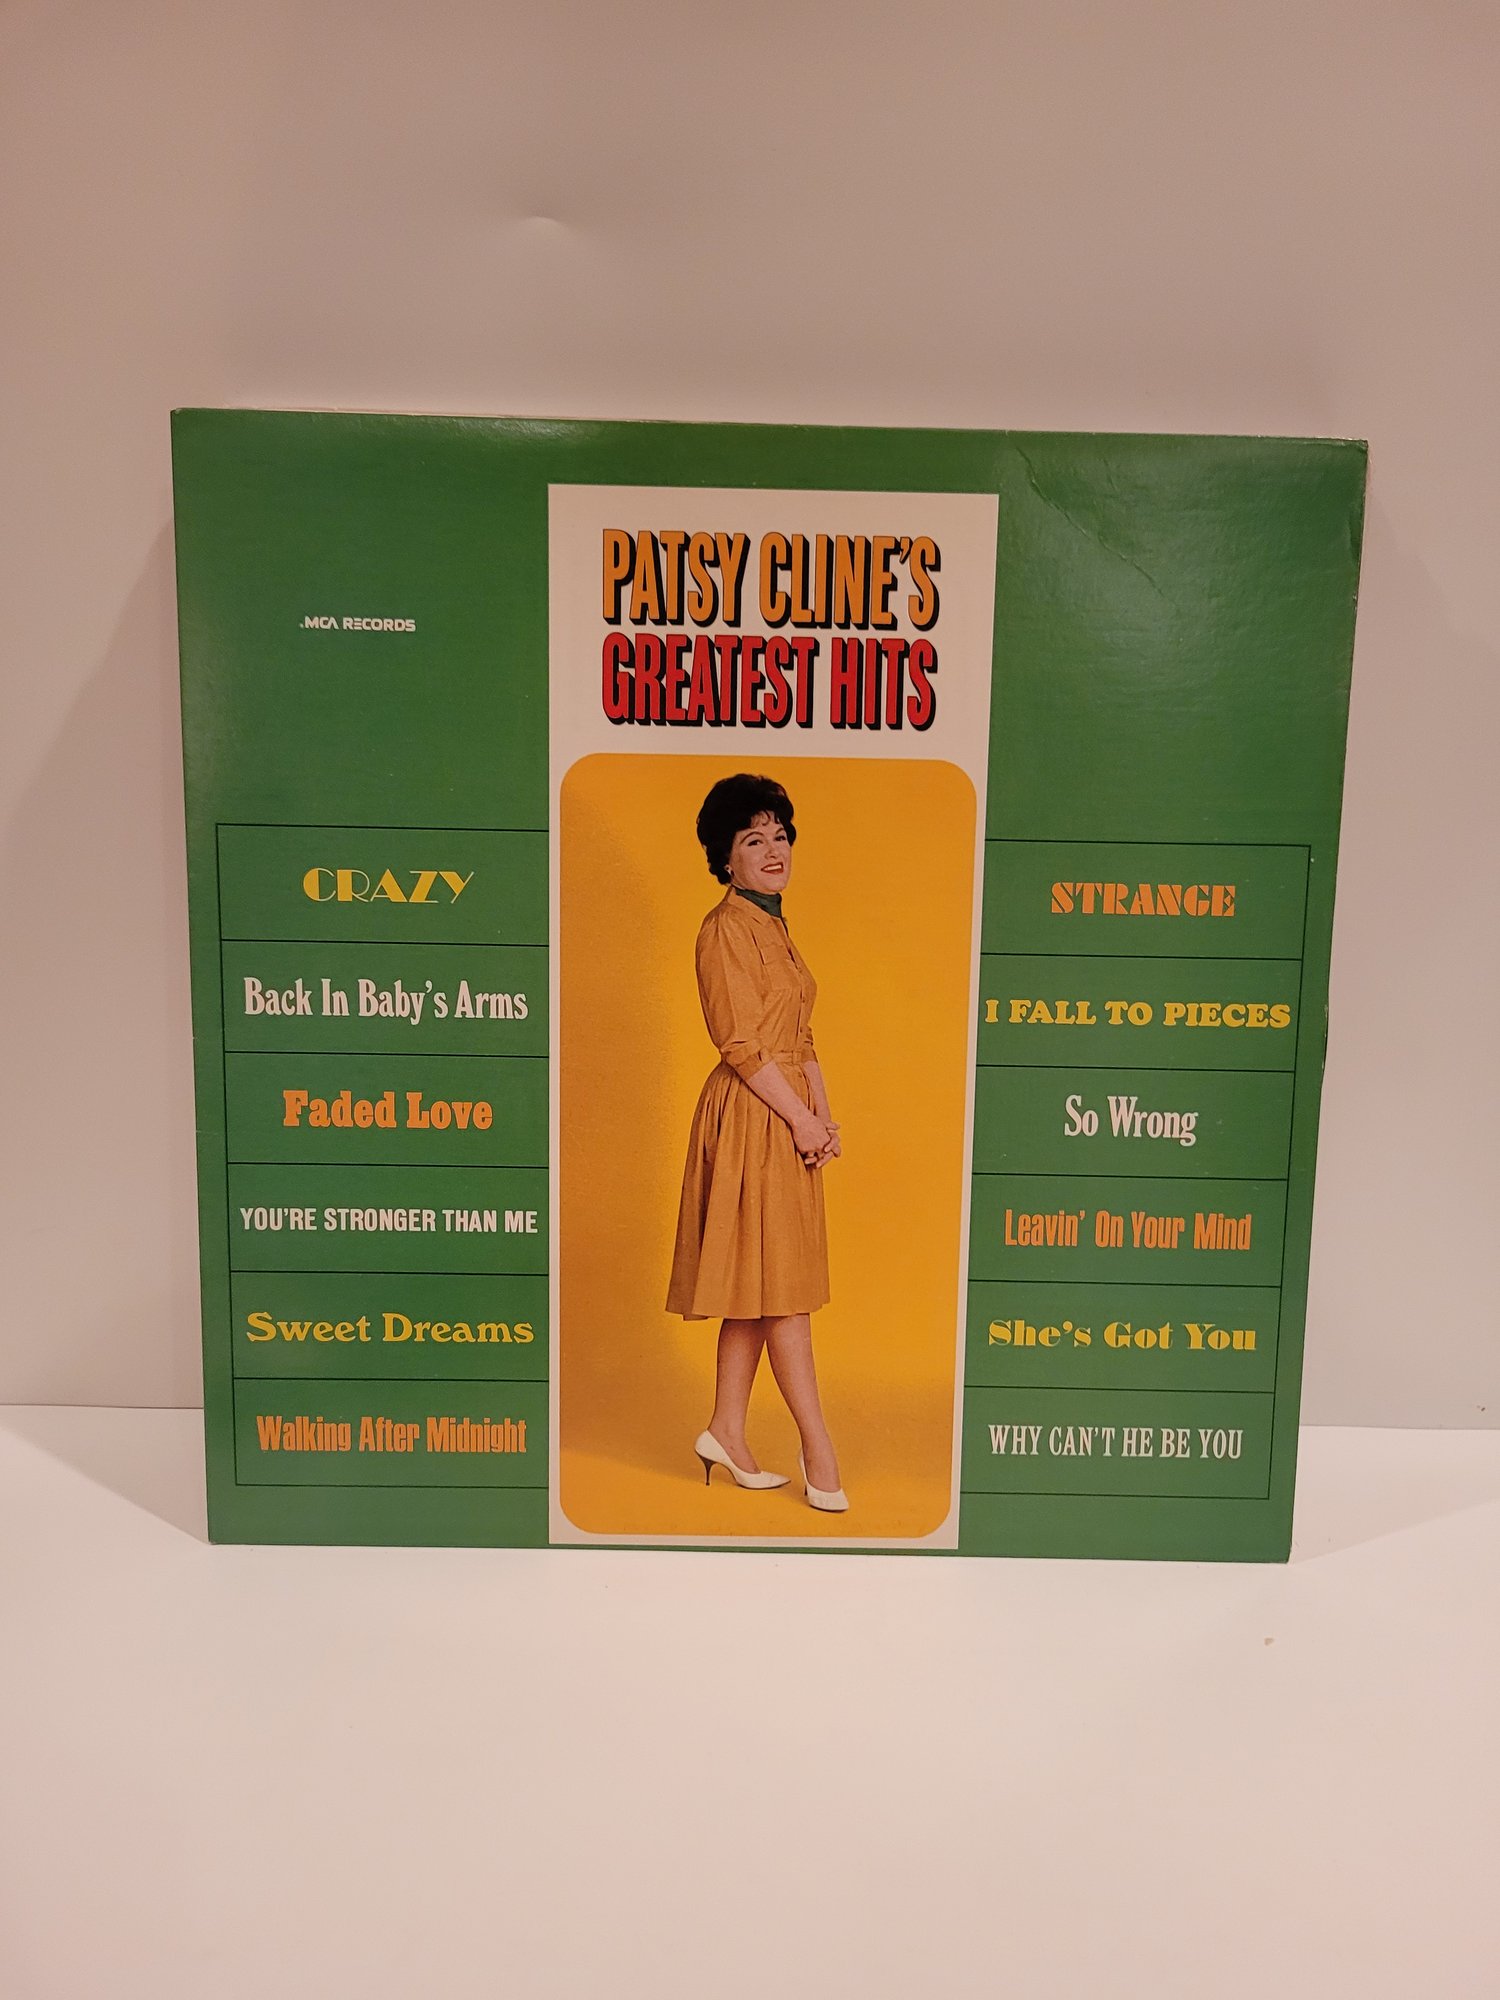 PATSY CLINE'S
GREATEST HITS
.MCA RECORDS
CRAZY
Back In Baby's Arms
Faded Love
YOU'RE STRONGER THAN ME
Sweet Dreams
Walking After Midnight
STRANGE
I FALL TO PIECES
So Wrong
Leavin' On Your Mind
She's Got You
WHY CAN'T HE BE YOU